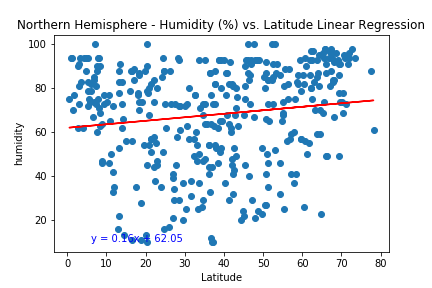 Northern Hemisphere - Humidity (%) vs. Latitude Linear Regression
100
80
60
40
20
humidity
y = 0.16x + 62.05
0 10 20 30 40 50 60 70 80
Latitude